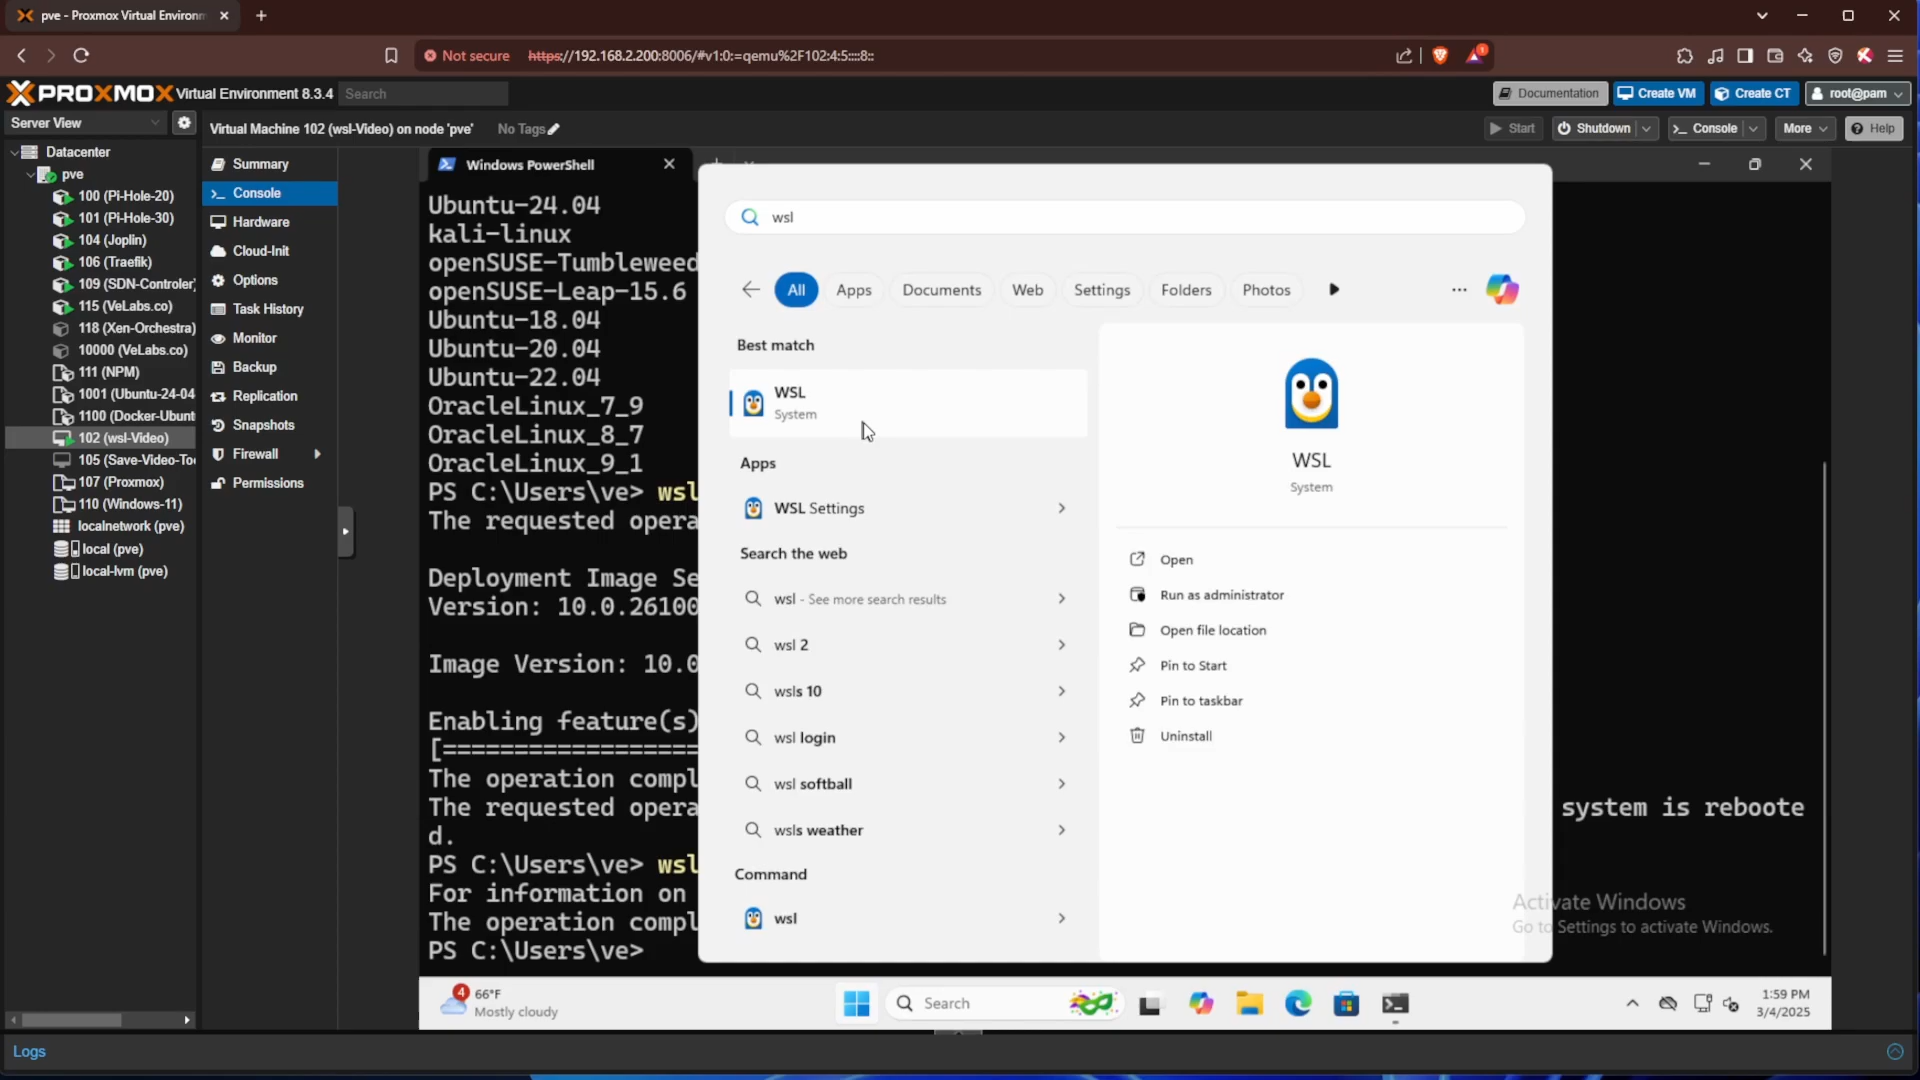 pve - Proxmox Virtual Environm
Not secure https://192.168.2.200:8006/#v1:0:=qemu%2F102:4:5::::8::
1
PROXMOX Virtual Environment 8.3.4 Search
Documentation Create VM Create CT root@pam
Server View
Virtual Machine 102 (wsl-Video) on node 'pve' No Tags
Start Shutdown Console More Help
Datacenter
pve
100 (Pi-Hole-20)
101 (Pi-Hole-30)
104 (Joplin)
106 (Traefik)
109 (SDN-Controler)
115 (VeLabs.co)
118 (Xen-Orchestra)
10000 (VeLabs.co)
111 (NPM)
1001 (Ubuntu-24-04
1100 (Docker-Ubunt
102 (wsl-Video)
105 (Save-Video-To
107 (Proxmox)
110 (Windows-11)
localnetwork (pve)
local (pve)
local-lvm (pve)
Summary
Console
Hardware
Cloud-Init
Options
Task History
Monitor
Backup
Replication
Snapshots
Firewall
Permissions
Windows PowerShell
Ubuntu-24.04
kali-linux
openSUSE-Tumbleweed
openSUSE-Leap-15.6
Ubuntu-18.04
Ubuntu-20.04
Ubuntu-22.04
OracleLinux_7_9
OracleLinux_8_7
OracleLinux_9_1
PS C:\Users\ve> wsl
The requested opera
Deployment Image Se
Version: 10.0.26100
Image Version: 10.0
Enabling feature(s)
[===================
The operation compl
The requested opera system is reboote
d.
PS C:\Users\ve> wsl
For information on
The operation compl
PS C:\Users\ve>
wsl
All Apps Documents Web Settings Folders Photos
Best match
WSL
System
Apps
WSL Settings
Search the web
wsl - See more search results
wsl 2
wsls 10
wsl login
wsl softball
wsls weather
Command
wsl
WSL
System
Open
Run as administrator
Open file location
Pin to Start
Pin to taskbar
Uninstall
Activate Windows
Go to Settings to activate Windows.
4
66°F
Mostly cloudy
Search
1:59 PM
3/4/2025
Logs